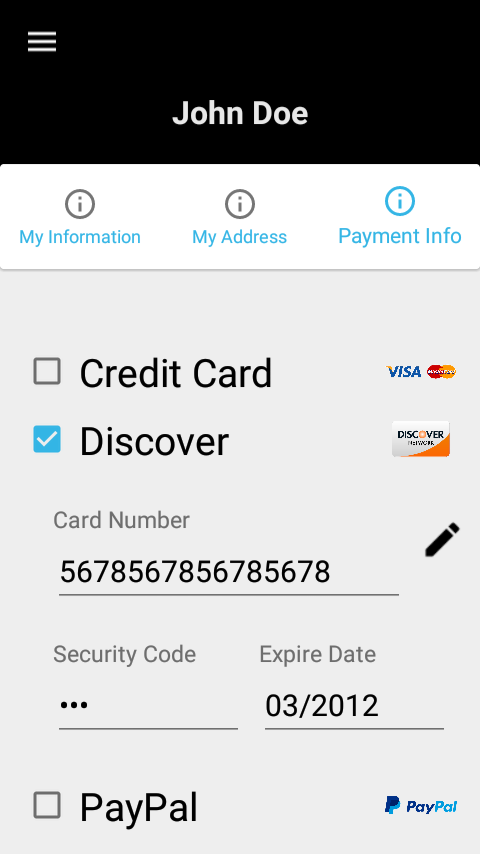 John Doe
My Information My Address Payment Info
Credit Card VISA MasterCard
Discover DISCOVER
NETWORK
Card Number
5678567856785678
Security Code Expire Date
••• 03/2012
PayPal PayPal